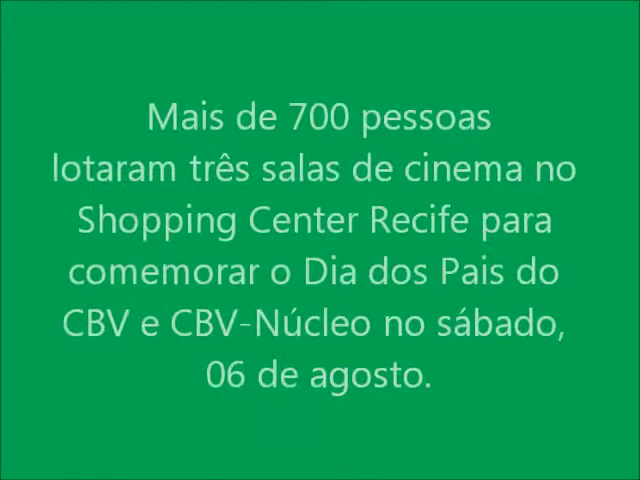 Mais de 700 pessoas
lotaram três salas de cinema no
Shopping Center Recife para
comemorar o Dia dos Pais do
CBV e CBV-Núcleo no sábado,
06 de agosto.